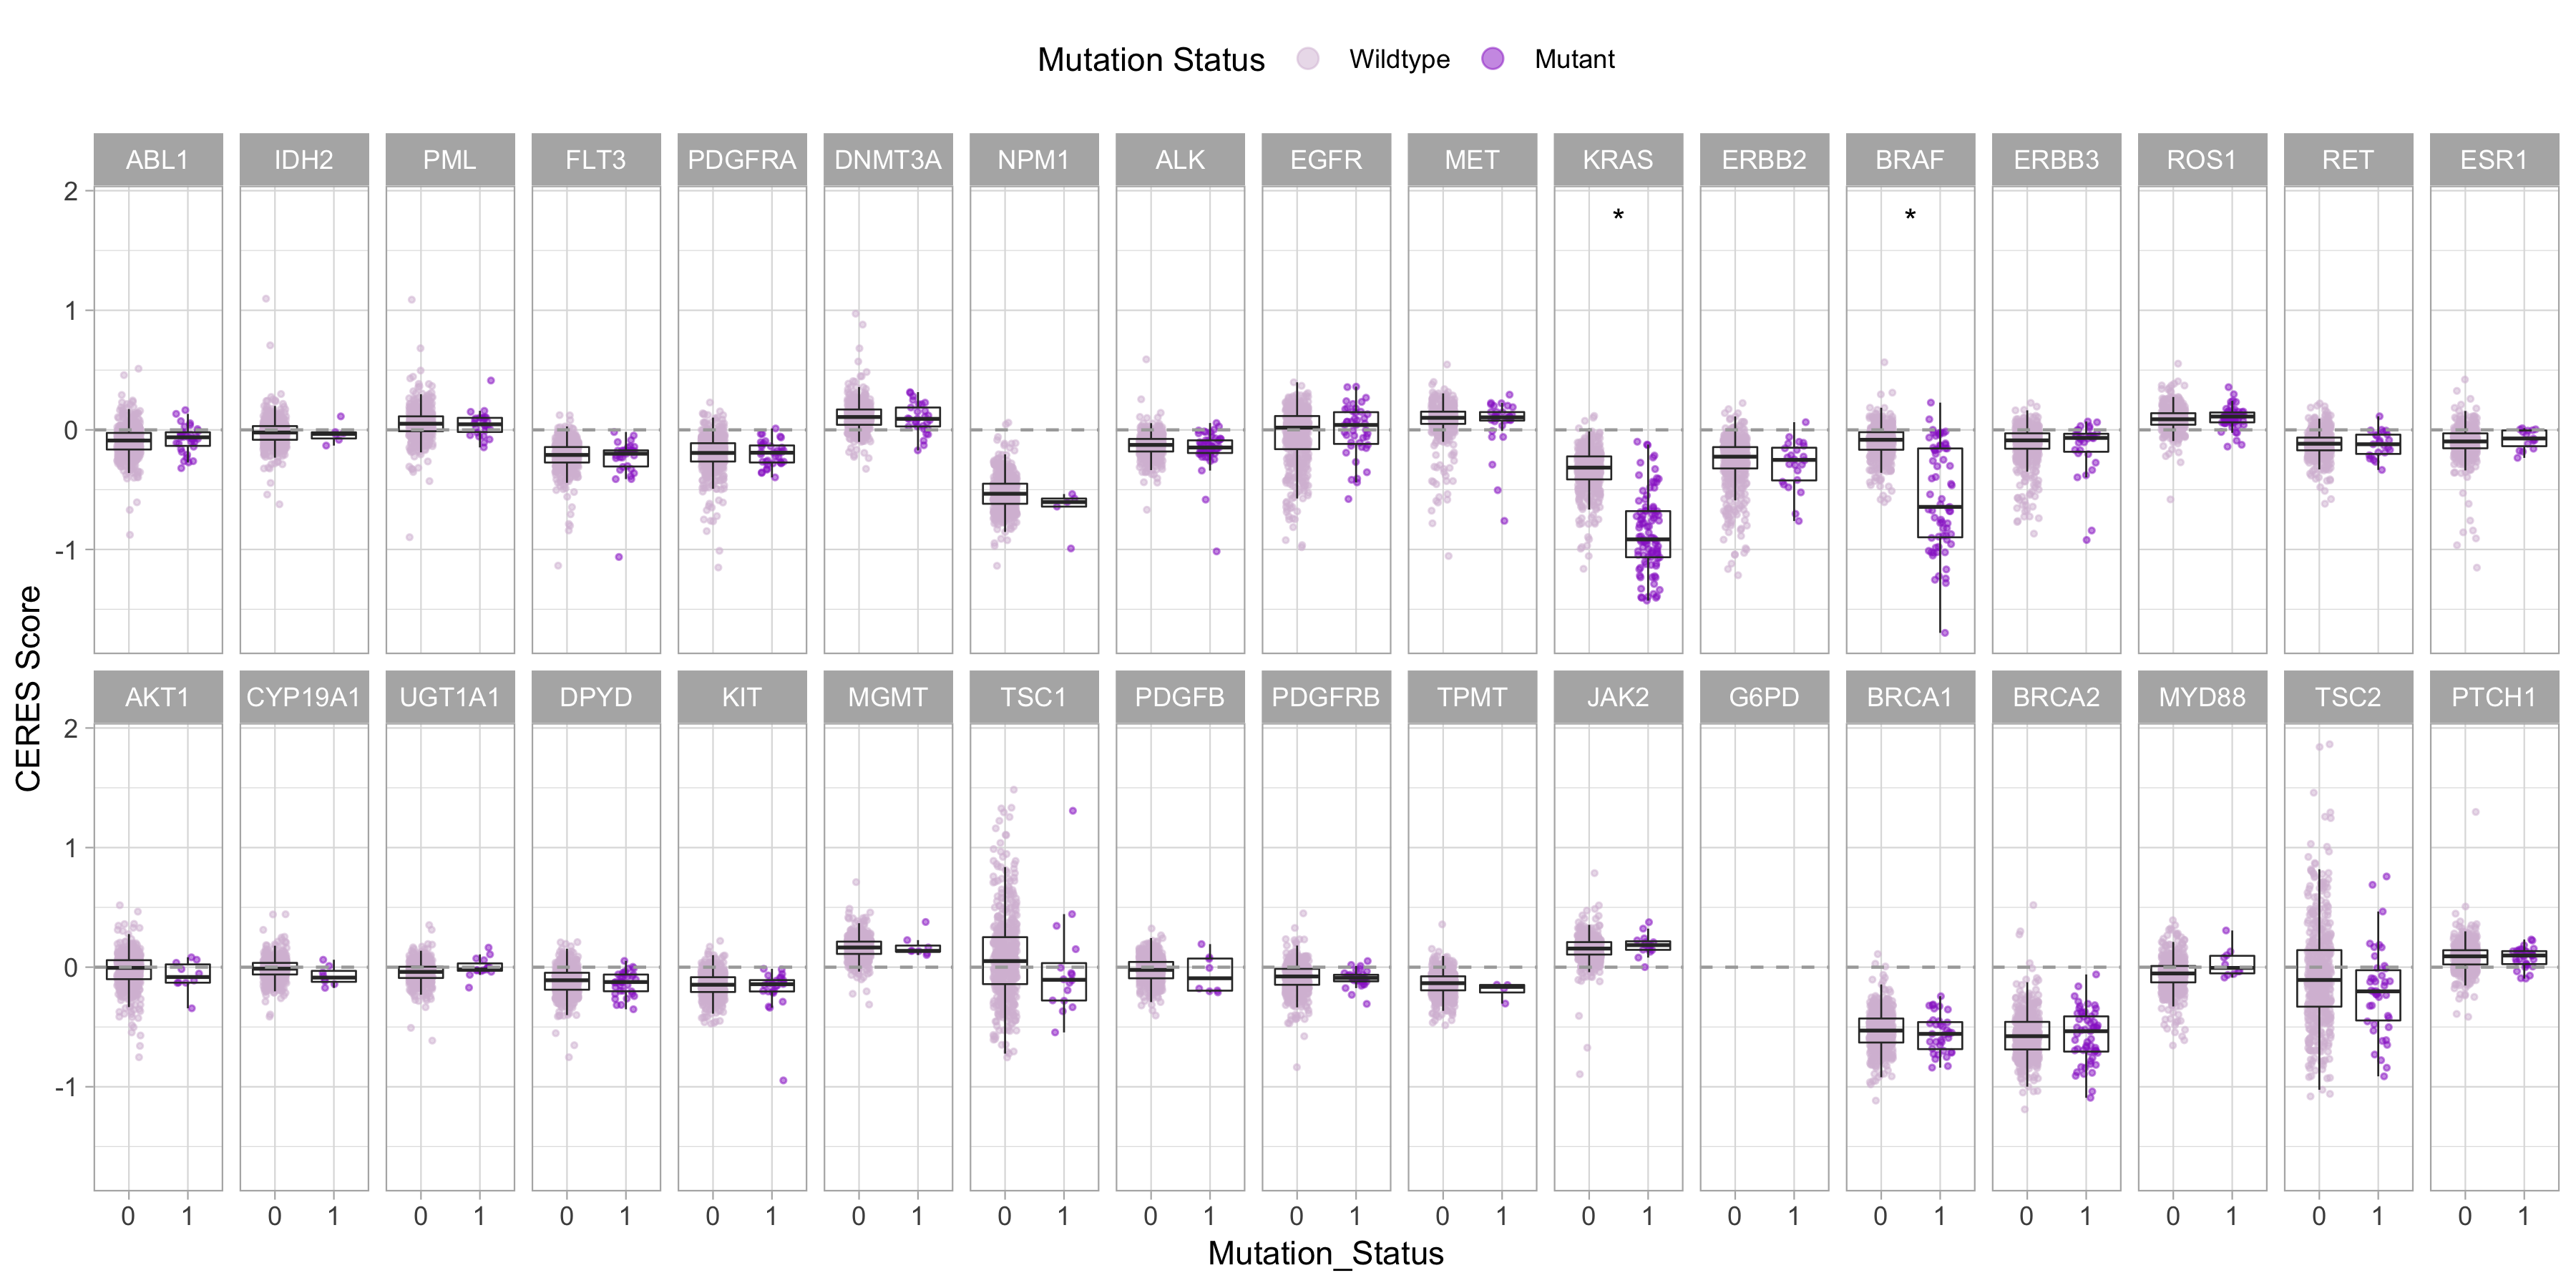 Mutation Status Wildtype Mutant
ABL1 IDH2 PML FLT3 PDGFRA DNMT3A NPM1 ALK EGFR MET KRAS ERBB2 BRAF ERBB3 ROS1 RET ESR1
2
* *
1
0
-1
CERES Score
AKT1 CYP19A1 UGT1A1 DPYD KIT MGMT TSC1 PDGFB PDGFRB TPMT JAK2 G6PD BRCA1 BRCA2 MYD88 TSC2 PTCH1
2
1
0
-1
0 1 0 1 0 1 0 1 0 1 0 1 0 1 0 1 0 1 0 1 0 1 0 1 0 1 0 1 0 1 0 1 0 1
Mutation_Status